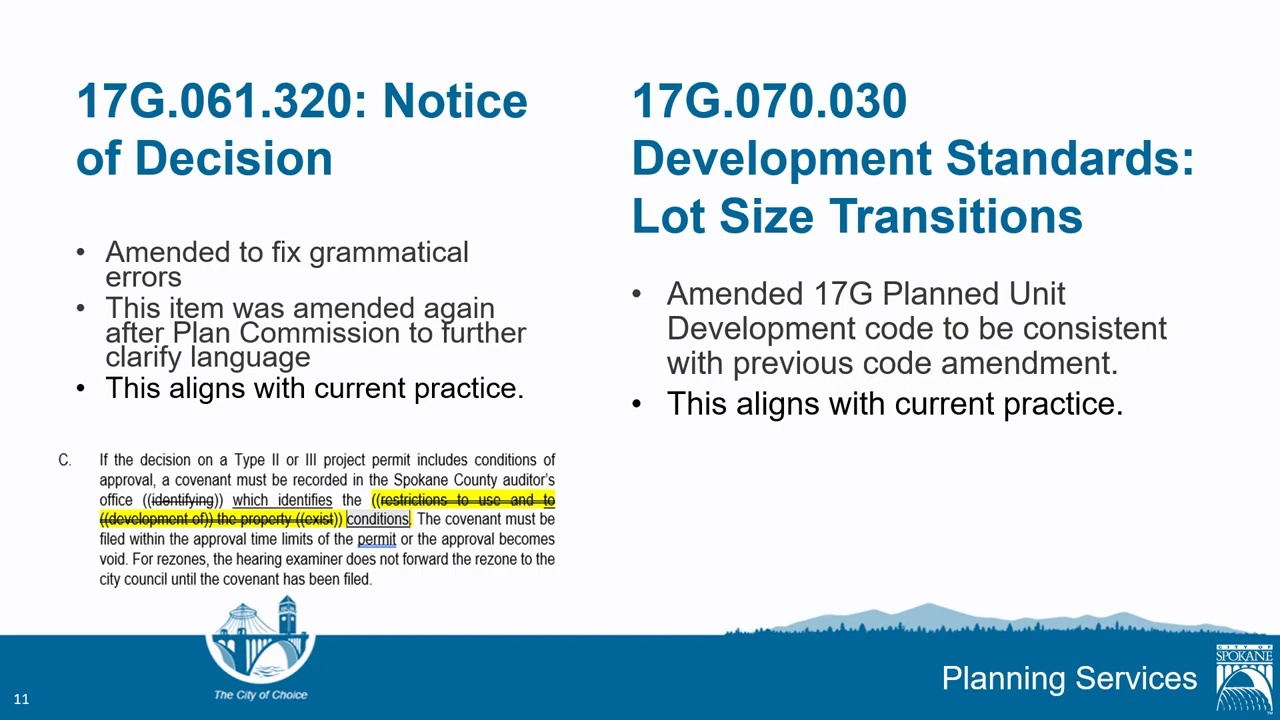 17G.061.320: Notice
of Decision
• Amended to fix grammatical
errors
• This item was amended again
after Plan Commission to further
clarify language
• This aligns with current practice.
C. If the decision on a Type II or III project permit includes conditions of
approval, a covenant must be recorded in the Spokane County auditor's
office ((identifying)) which identifies the ((restrictions to use and to
((development of)) the property ((exist)) conditions. The covenant must be
filed within the approval time limits of the permit or the approval becomes
void. For rezones, the hearing examiner does not forward the rezone to the
city council until the covenant has been filed.
17G.070.030
Development Standards:
Lot Size Transitions
• Amended 17G Planned Unit
Development code to be consistent
with previous code amendment.
• This aligns with current practice.
11
The City of Choice
Planning Services
CITY OF
SPOKANE